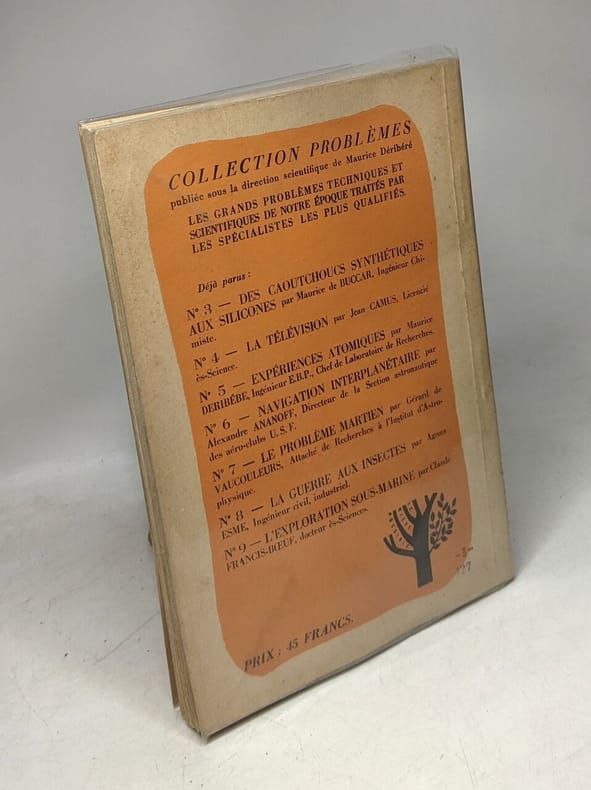 COLLECTION PROBLÈMES
publiée sous la direction scientifique de Maurice Déribéré
LES GRANDS PROBLÈMES TECHNIQUES ET
SCIENTIFIQUES DE NOTRE ÉPOQUE TRAITÉS PAR
LES SPÉCIALISTES LES PLUS QUALIFIÉS.
Déjà parus :
N° 3 — DES CAOUTCHOUCS SYNTHÉTIQUES
AUX SILICONES par Maurice de BUCCAR, Ingénieur Chi-
miste.
N° 4 — LA TÉLÉVISION par Jean CAMUS, Licencié
ès-Science.
N° 5 — EXPÉRIENCES ATOMIQUES par Maurice
DERIBÉRÉ, Ingénieur E.B.P., Chef de Laboratoire de Recherches.
N° 6 — NAVIGATION INTERPLANÉTAIRE par
Alexandre ANANOFF, Directeur de la Section astronautique
des aéro-clubs U. S. F.
N° 7 — LE PROBLÈME MARTIEN par Gérard de
VAUCOULEURS, Attaché de Recherches à l'Institut d'Astro-
physique.
N° 8 — LA GUERRE AUX INSECTES par
ESME, Ingénieur civil, industriel.
N° 9 — L'EXPLORATION SOUS-MARINE par Claude
FRANCIS-BŒUF, docteur ès-Sciences.
PRIX : 45 FRANCS.